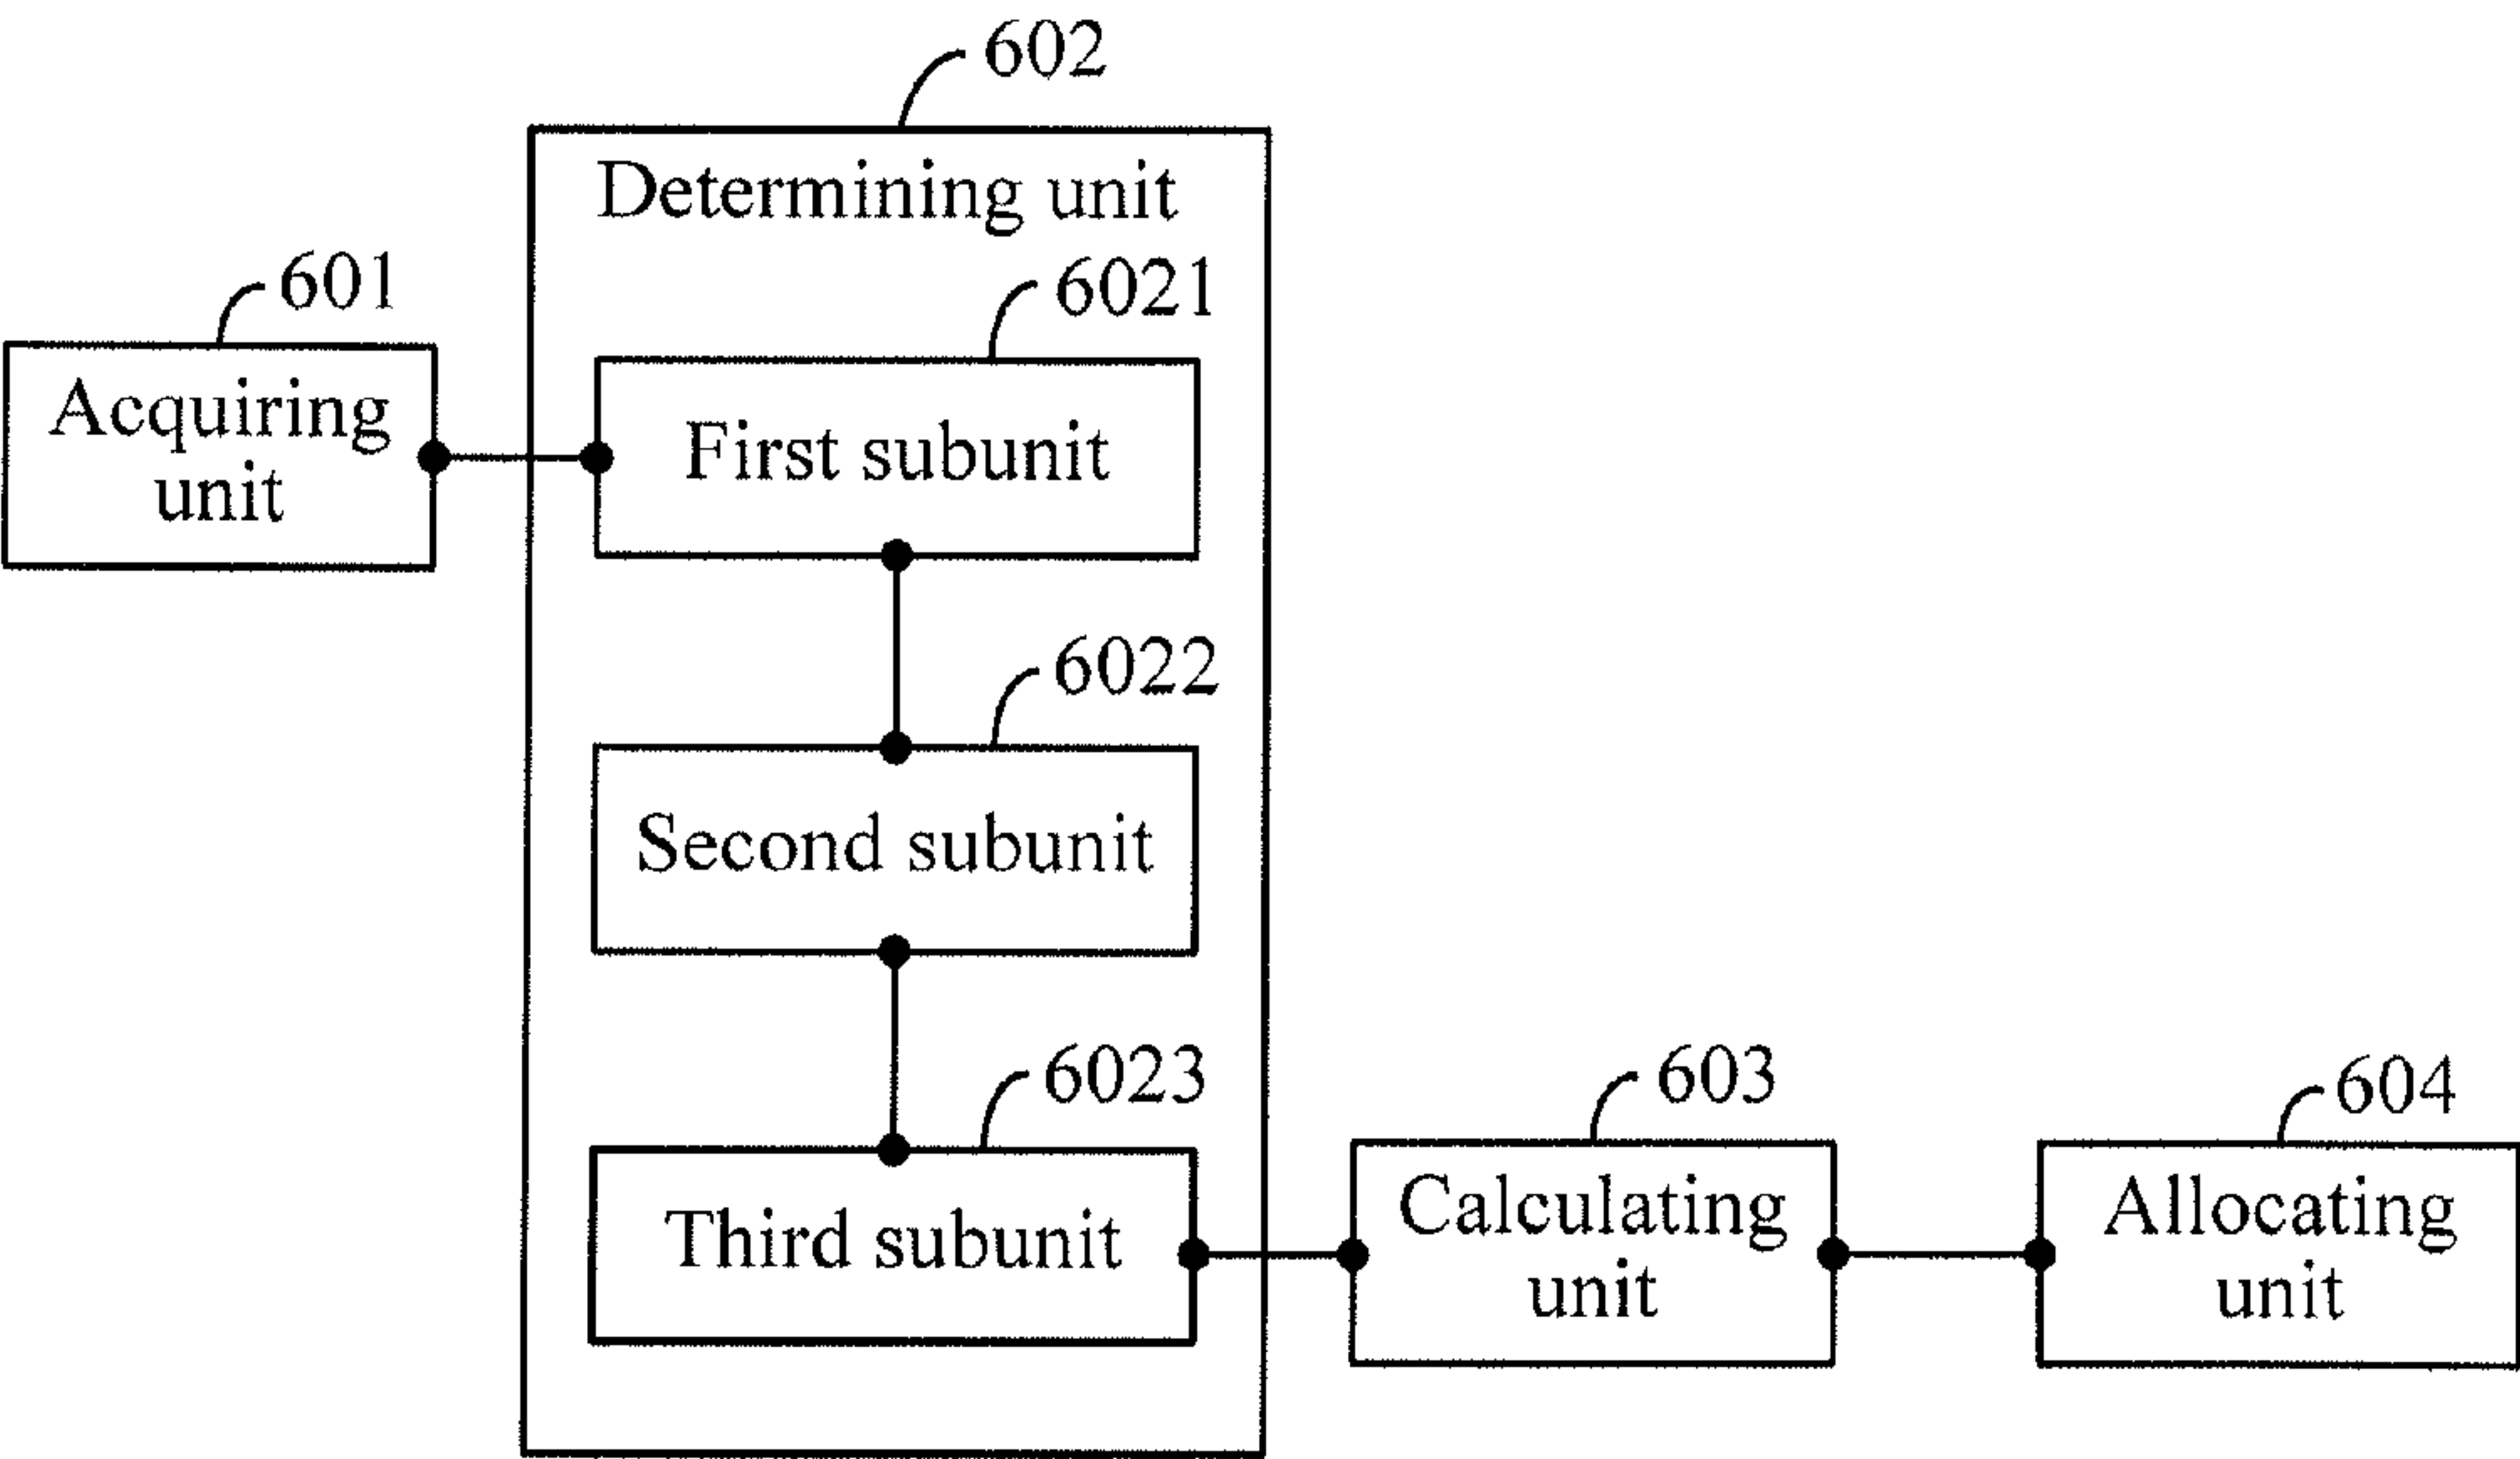 602
Determining unit
601
6021
Acquiring
unit
First subunit
6022
Second subunit
6023
Third subunit
603
Calculating
unit
604
Allocating
unit